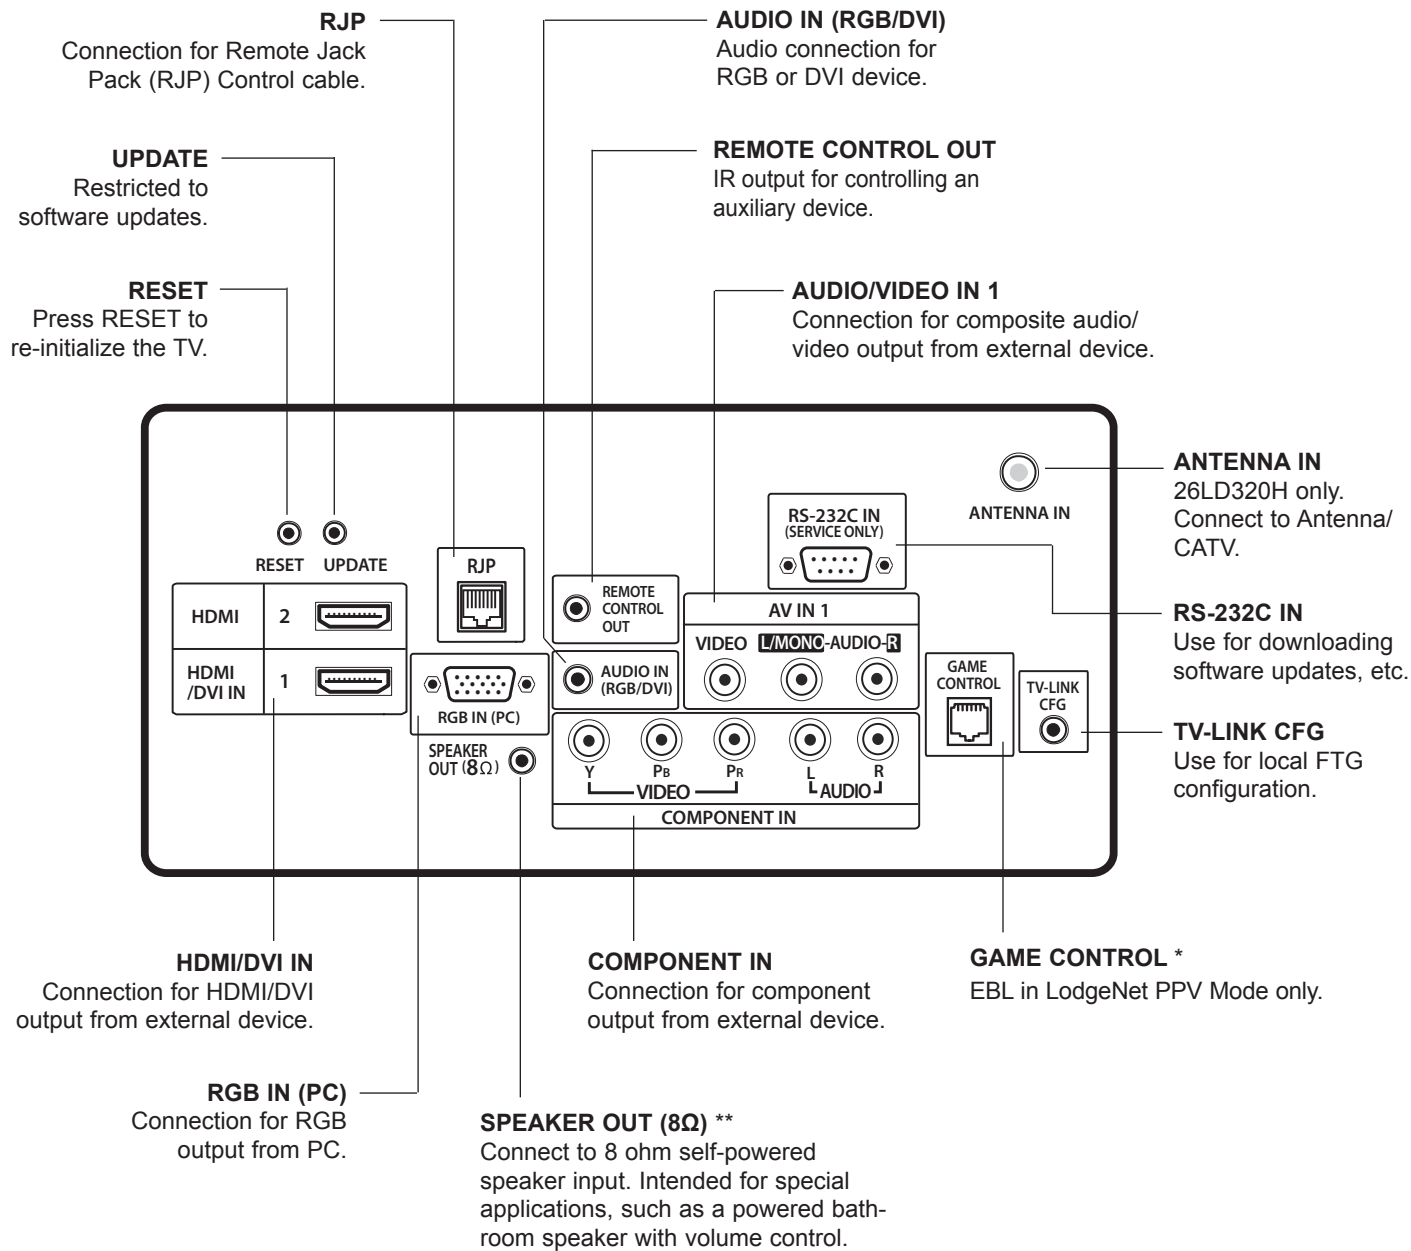 RJP
Connection for Remote Jack
Pack (RJP) Control cable.
AUDIO IN (RGB/DVI)
Audio connection for
RGB or DVI device.
UPDATE
Restricted to
software updates.
REMOTE CONTROL OUT
IR output for controlling an
auxiliary device.
RESET
Press RESET to
re-initialize the TV.
AUDIO/VIDEO IN 1
Connection for composite audio/
video output from external device.
ANTENNA IN
26LD320H only.
Connect to Antenna/
CATV.
RS-232C IN
Use for downloading
software updates, etc.
TV-LINK CFG
Use for local FTG
configuration.
ANTENNA IN
RS-232C IN
(SERVICE ONLY)
RESET
UPDATE
RJP
HDMI 2
HDMI
/DVI IN 1
REMOTE
CONTROL
OUT
AV IN 1
VIDEO L/MONO-AUDIO-R
AUDIO IN
(RGB/DVI)
GAME
CONTROL
TV-LINK
CFG
RGB IN (PC)
SPEAKER
OUT (8Ω)
Y PB PR L R
VIDEO AUDIO
COMPONENT IN
HDMI/DVI IN
Connection for HDMI/DVI
output from external device.
COMPONENT IN
Connection for component
output from external device.
GAME CONTROL *
EBL in LodgeNet PPV Mode only.
RGB IN (PC)
Connection for RGB
output from PC.
SPEAKER OUT (8Ω) **
Connect to 8 ohm self-powered
speaker input. Intended for special
applications, such as a powered bath-
room speaker with volume control.